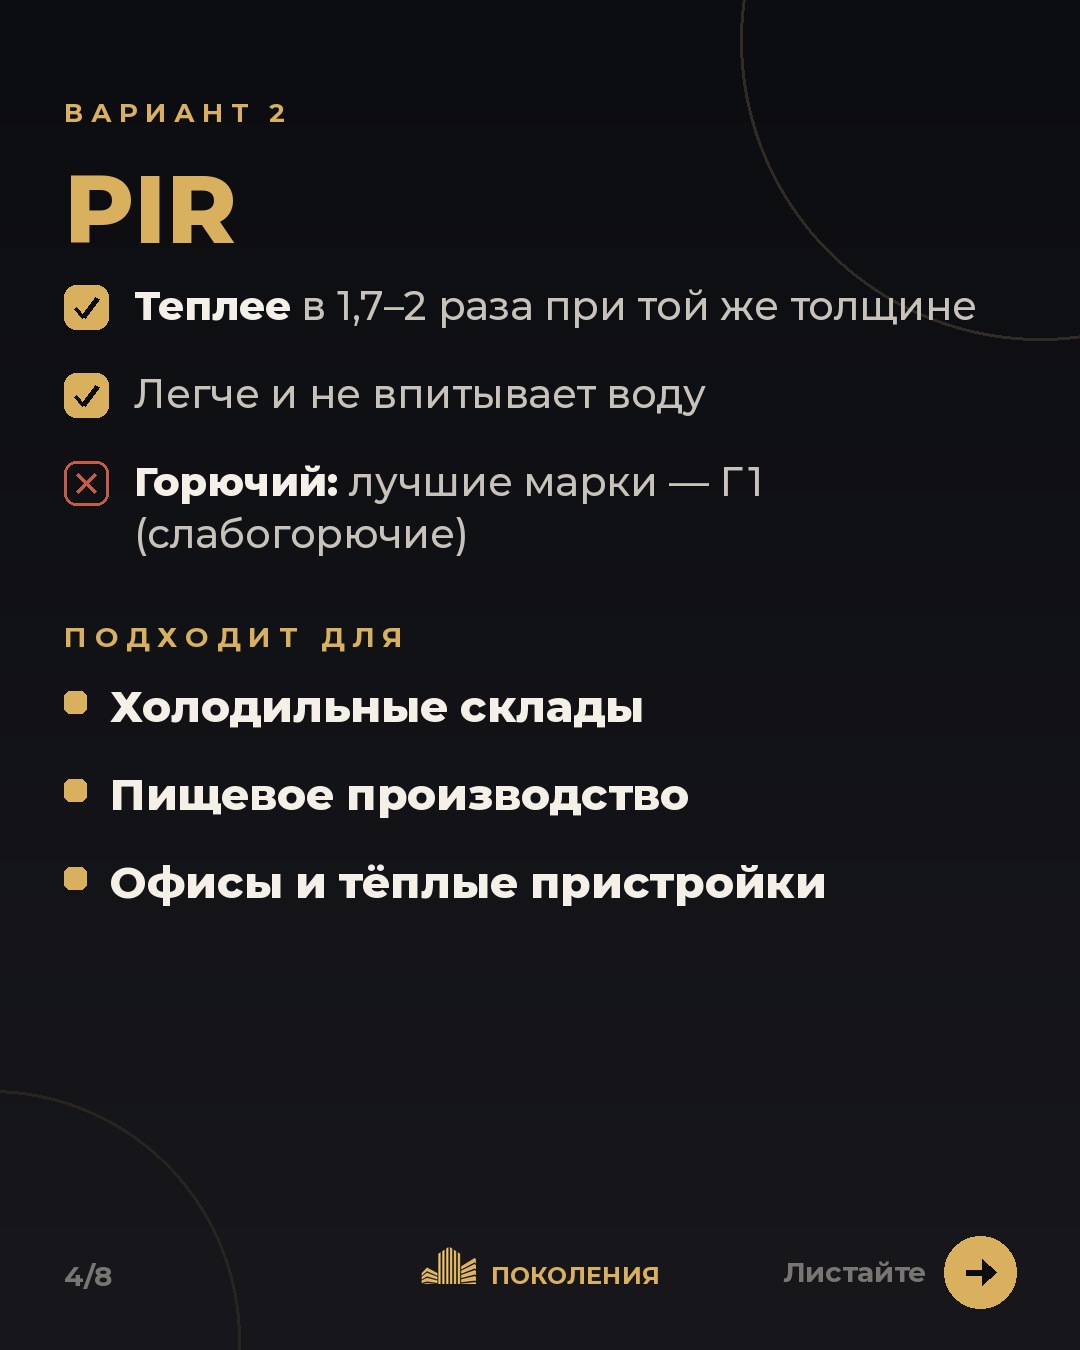 ВАРИАНТ 2
PIR
Теплее в 1,7–2 раза при той же толщине
Легче и не впитывает воду
Горючий: лучшие марки — Г1
(слабогорючие)
ПОДХОДИТ ДЛЯ
Холодильные склады
Пищевое производство
Офисы и тёплые пристройки
4/8
ПОКОЛЕНИЯ
Листайте